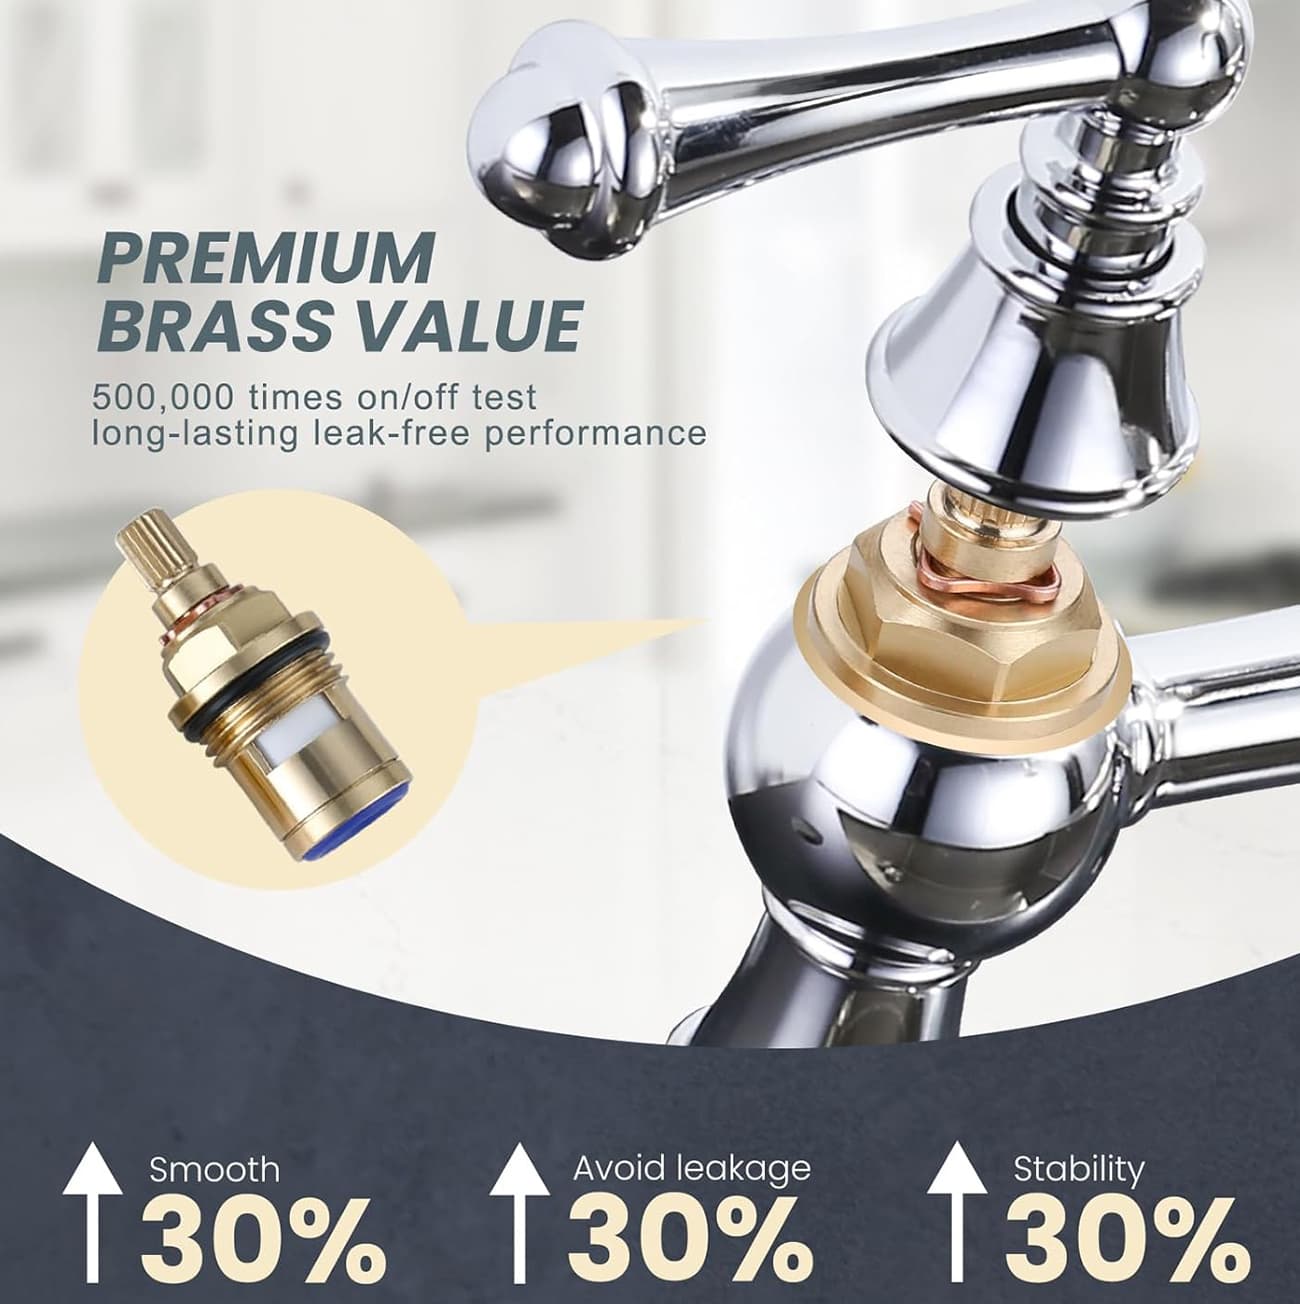 PREMIUM
BRASS VALUE
500,000 times on/off test
long-lasting leak-free performance
Smooth
30%
Avoid leakage
30%
Stability
30%